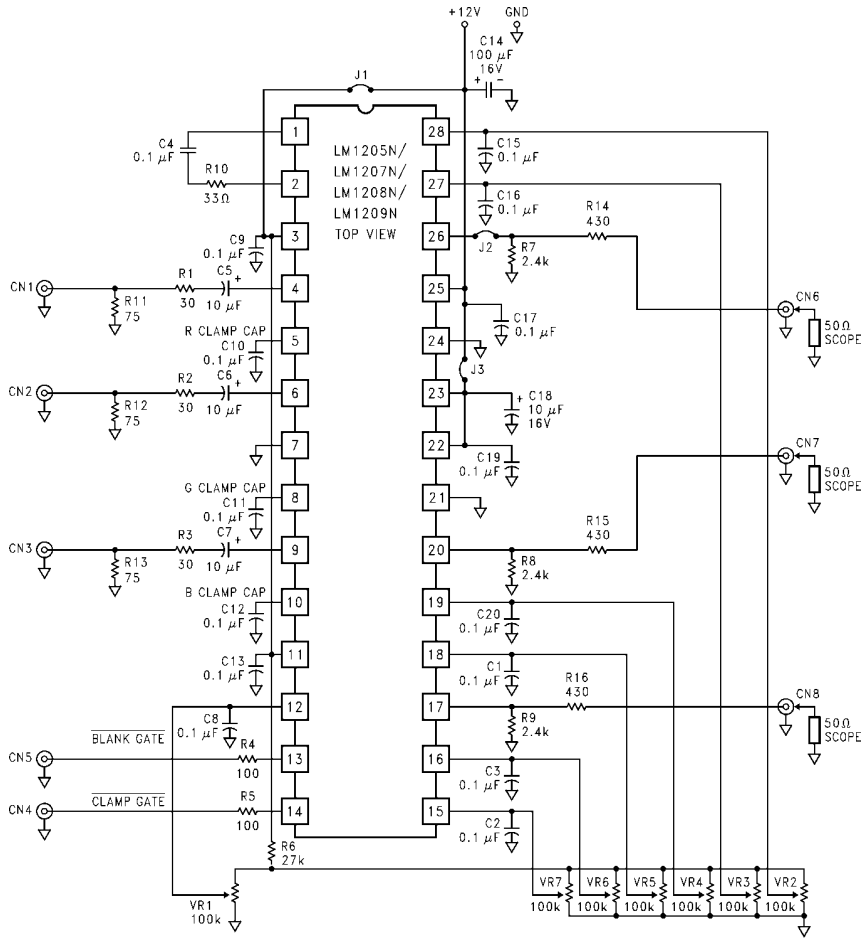 +12V
GND
C14
100 μF
16V
+ −
J1
1
28
C4
0.1 μF
LM1205N/
LM1207N/
LM1208N/
LM1209N
TOP VIEW
C15
0.1 μF
R10
33Ω
2
27
C16
0.1 μF
R14
430
C9
0.1 μF
3
26
J2
R7
2.4k
CN1
R11
75
R1
30
C5
+
10 μF
4
25
CN6
50Ω
SCOPE
C17
0.1 μF
R CLAMP CAP
C10
0.1 μF
5
24
J3
CN2
R12
75
R2
30
C6
+
10 μF
6
23
+
C18
10 μF
16V
7
22
C19
0.1 μF
CN7
50Ω
SCOPE
G CLAMP CAP
C11
0.1 μF
8
21
CN3
R13
75
R3
30
C7
+
10 μF
9
20
R8
2.4k
R15
430
B CLAMP CAP
C12
0.1 μF
10
19
C20
0.1 μF
C13
0.1 μF
11
18
C1
0.1 μF
R16
430
C8
0.1 μF
12
17
R9
2.4k
CN8
50Ω
SCOPE
BLANK GATE
CN5
R4
100
13
16
C3
0.1 μF
CLAMP GATE
CN4
R5
100
14
15
C2
0.1 μF
R6
27k
VR1
100k
VR7
100k
VR6
100k
VR5
100k
VR4
100k
VR3
100k
VR2
100k